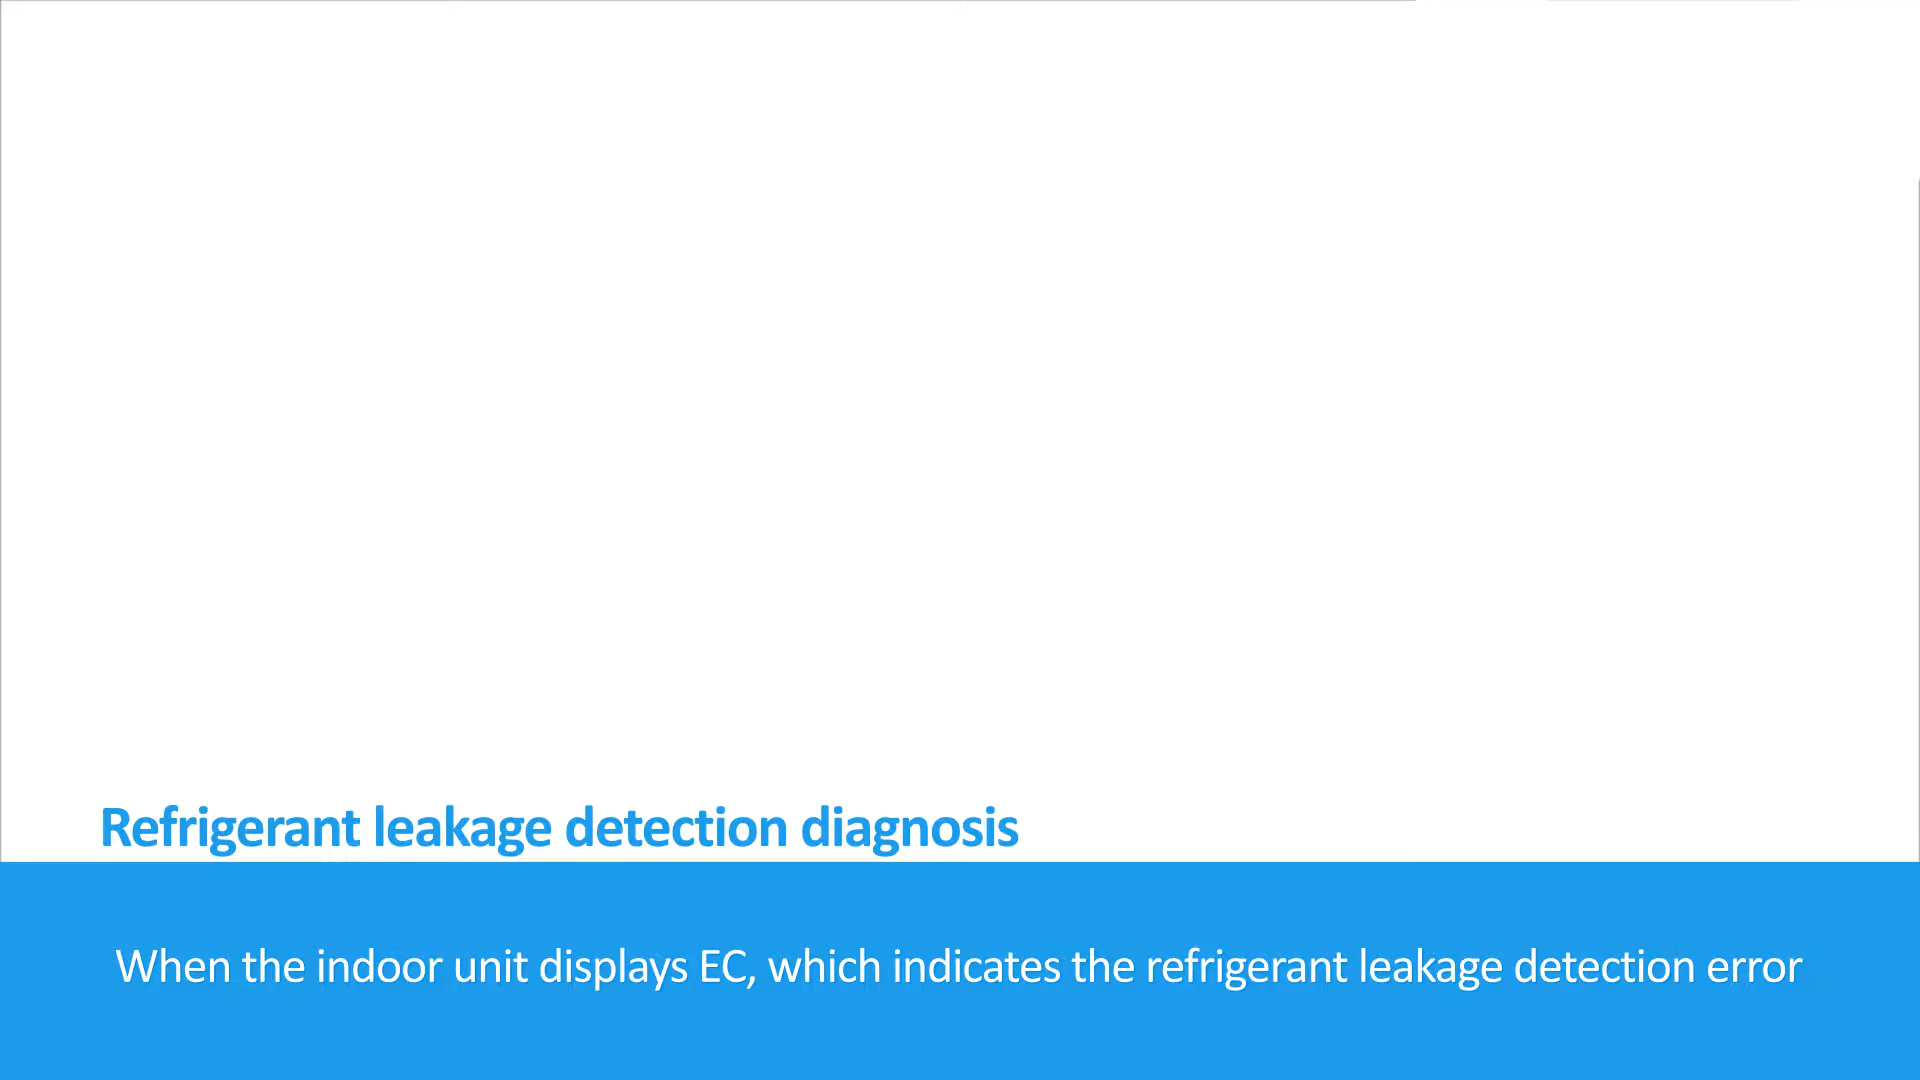 Refrigerant leakage detection diagnosis
When the indoor unit displays EC, which indicates the refrigerant leakage detection error